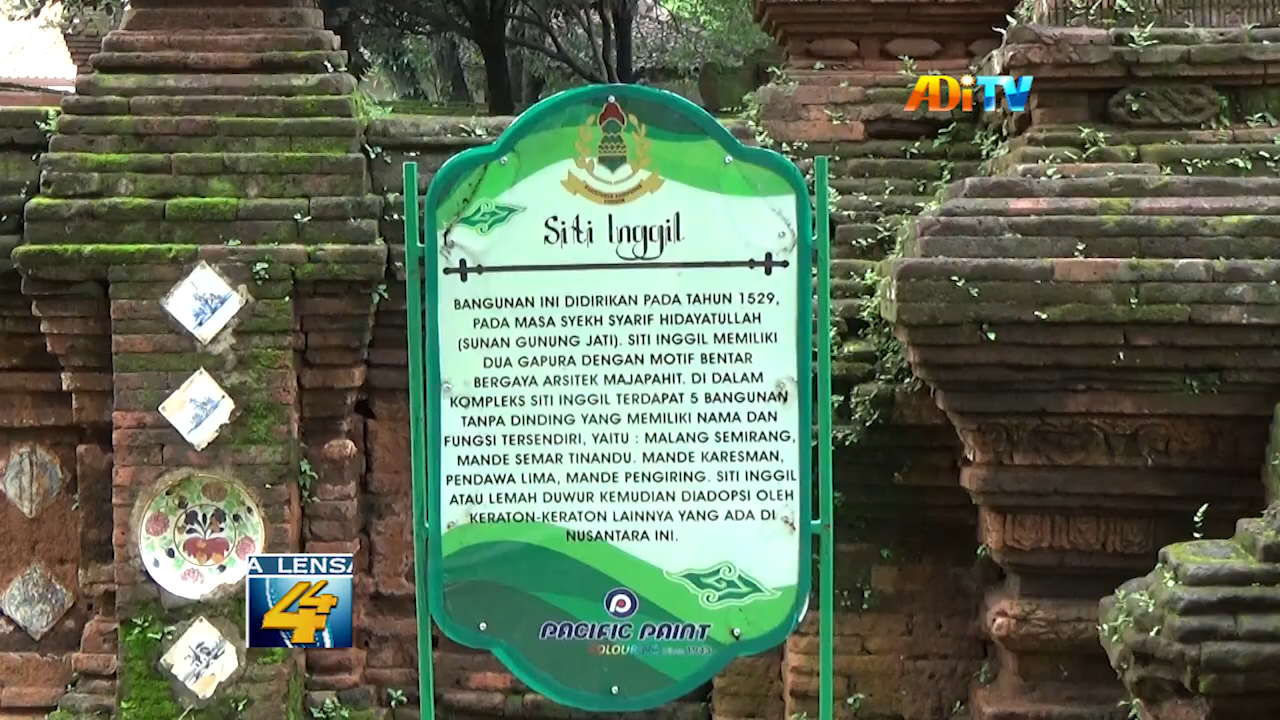 ADiTV
Siti Inggil
BANGUNAN INI DIDIRIKAN PADA TAHUN 1529,
PADA MASA SYEKH SYARIF HIDAYATULLAH
(SUNAN GUNUNG JATI). SITI INGGIL MEMILIKI
DUA GAPURA DENGAN MOTIF BENTAR
BERGAYA ARSITEK MAJAPAHIT. DI DALAM
KOMPLEKS SITI INGGIL TERDAPAT 5 BANGUNAN
TANPA DINDING YANG MEMILIKI NAMA DAN
FUNGSI TERSENDIRI, YAITU : MALANG SEMIRANG,
MANDE SEMAR TINANDU. MANDE KARESMAN,
PENDAWA LIMA, MANDE PENGIRING. SITI INGGIL
ATAU LEMAH DUWUR KEMUDIAN DIADOPSI OLEH
KERATON-KERATON LAINNYA YANG ADA DI
NUSANTARA INI.
A LENSA
44
PACIFIC PAINT
Since 1943